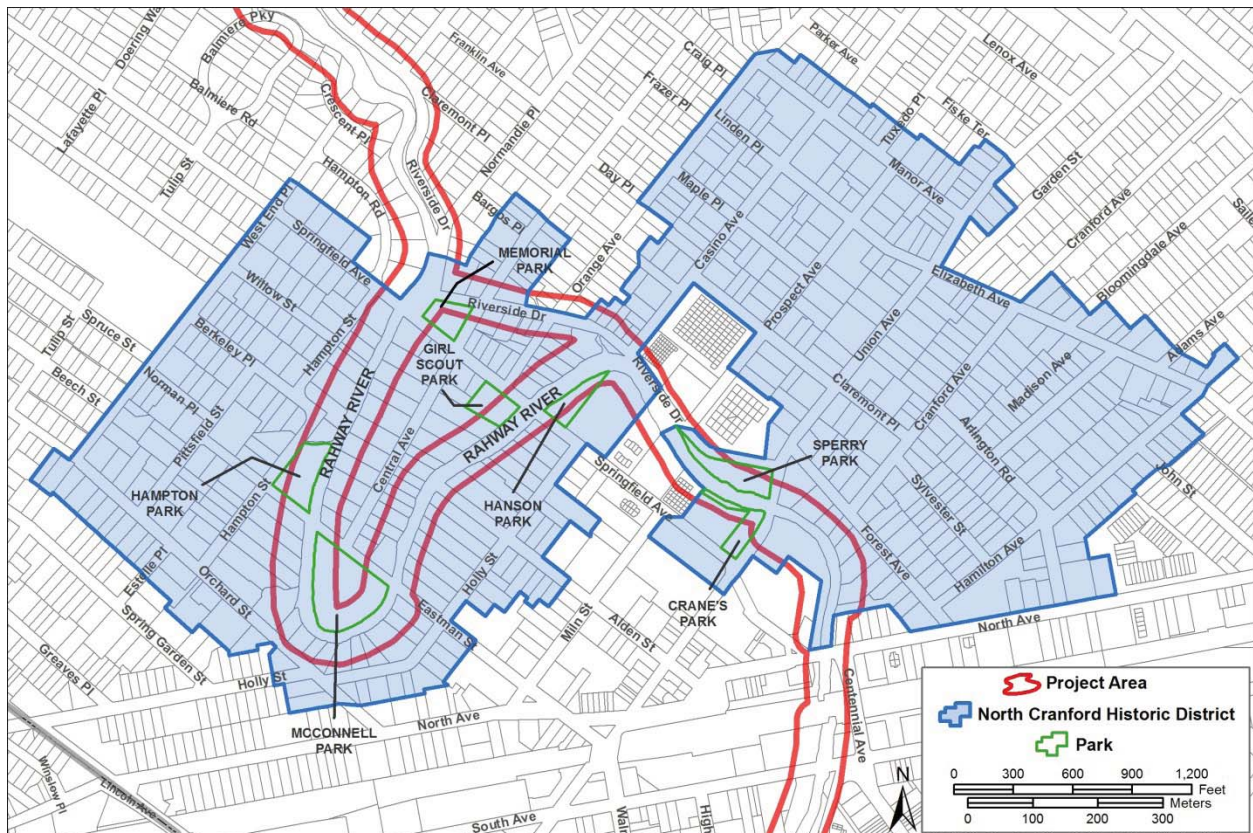 Doering Wa
Balmiere Pky
Franklin Ave
Craig Pl
Parker Ave
Lenox Ave
Lafayette Pl
Balmiere Rd
Crescent Pl
Claremont Pl
Frazer Pl
Tuxedo Pl
Fiske Ter
Tulip St
Hampton Rd
Riverside Dr
Normandie Pl
Day Pl
Linden Pl
Manor Ave
Garden St
West End Pl
Springfield Ave
Bargos Pl
Maple Pl
Cranford Ave
MEMORIAL
PARK
Orange Ave
Casino Ave
Bloomingdale Ave
Willow St
Riverside Dr
Prospect Ave
Elizabeth Ave
Tulip St
Spruce St
Berkeley Pl
Hampton St
GIRL
SCOUT
PARK
Union Ave
Adams Ave
Beech St
Norman Pl
RAHWAY RIVER
Riverside Dr
Madison Ave
Pittsfield St
Central Ave
RAHWAY RIVER
Claremont Pl
Cranford Ave
Arlington Rd
HAMPTON
PARK
Hampton St
HANSON
PARK
Springfield Ave
SPERRY
PARK
Sylvester St
John St
Estelle Pl
Orchard St
Holly St
Forest Ave
Hamilton Ave
Spring Garden St
Eastman St
Miln St
Alden St
CRANE'S
PARK
North Ave
Greaves Pl
Holly St
North Ave
Centennial Ave
MCCONNELL
PARK
Winslow Pl
Lincoln Ave
South Ave
Waln
High
Project Area
North Cranford Historic District
Park
N
0 300 600 900 1,200
Feet
Meters
0 100 200 300